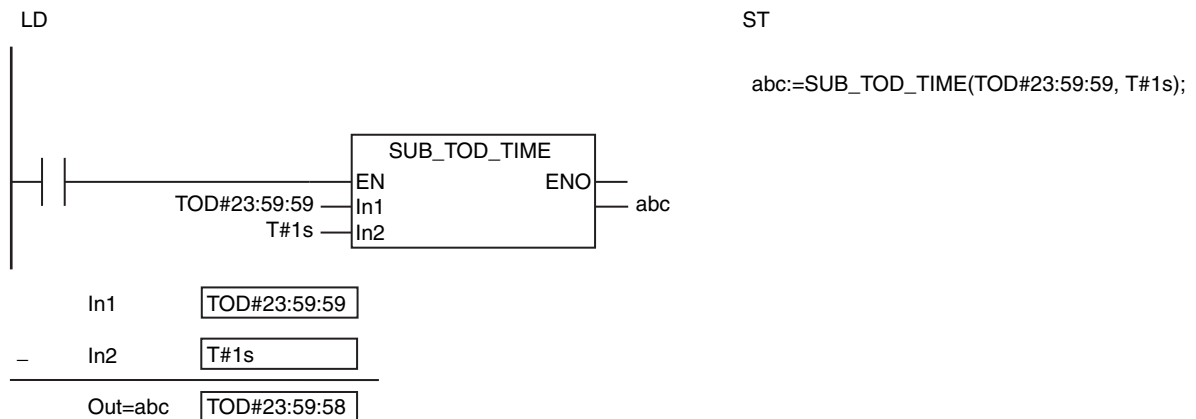 LD
ST
abc:=SUB_TOD_TIME(TOD#23:59:59, T#1s);
SUB_TOD_TIME
EN ENO
TOD#23:59:59 In1 abc
T#1s In2
In1 TOD#23:59:59
– In2 T#1s
Out=abc TOD#23:59:58